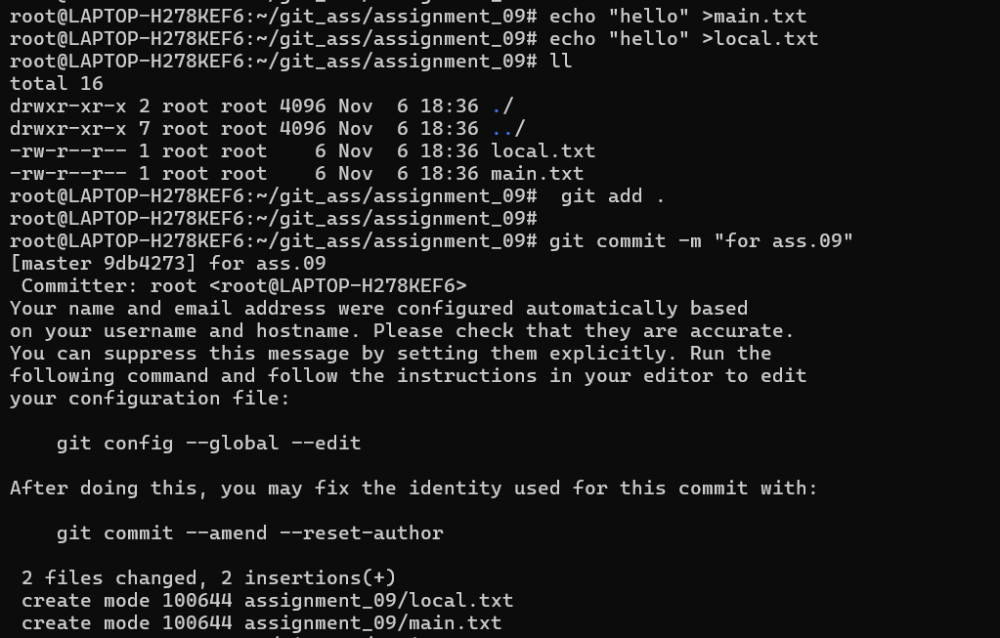 root@LAPTOP-H278KEF6:~/git_ass/assignment_09# echo "hello" >main.txt
root@LAPTOP-H278KEF6:~/git_ass/assignment_09# echo "hello" >local.txt
root@LAPTOP-H278KEF6:~/git_ass/assignment_09# ll
total 16
drwxr-xr-x 2 root root 4096 Nov  6 18:36 ./
drwxr-xr-x 7 root root 4096 Nov  6 18:36 ../
-rw-r--r-- 1 root root    6 Nov  6 18:36 local.txt
-rw-r--r-- 1 root root    6 Nov  6 18:36 main.txt
root@LAPTOP-H278KEF6:~/git_ass/assignment_09#  git add .
root@LAPTOP-H278KEF6:~/git_ass/assignment_09#
root@LAPTOP-H278KEF6:~/git_ass/assignment_09# git commit -m "for ass.09"
[master 9db4273] for ass.09
 Committer: root <root@LAPTOP-H278KEF6>
Your name and email address were configured automatically based
on your username and hostname. Please check that they are accurate.
You can suppress this message by setting them explicitly. Run the
following command and follow the instructions in your editor to edit
your configuration file:

    git config --global --edit

After doing this, you may fix the identity used for this commit with:

    git commit --amend --reset-author

 2 files changed, 2 insertions(+)
 create mode 100644 assignment_09/local.txt
 create mode 100644 assignment_09/main.txt